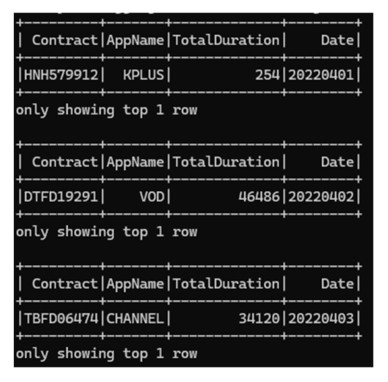 +---------+-------+-------------+--------+
| Contract|AppName|TotalDuration|    Date|
+---------+-------+-------------+--------+
|HNH579912|  KPLUS|          254|20220401|
+---------+-------+-------------+--------+
only showing top 1 row
+---------+-------+-------------+--------+
| Contract|AppName|TotalDuration|    Date|
+---------+-------+-------------+--------+
|DTFD19291|    VOD|        46486|20220402|
+---------+-------+-------------+--------+
only showing top 1 row
+---------+-------+-------------+--------+
| Contract|AppName|TotalDuration|    Date|
+---------+-------+-------------+--------+
|TBFD06474|CHANNEL|        34120|20220403|
+---------+-------+-------------+--------+
only showing top 1 row